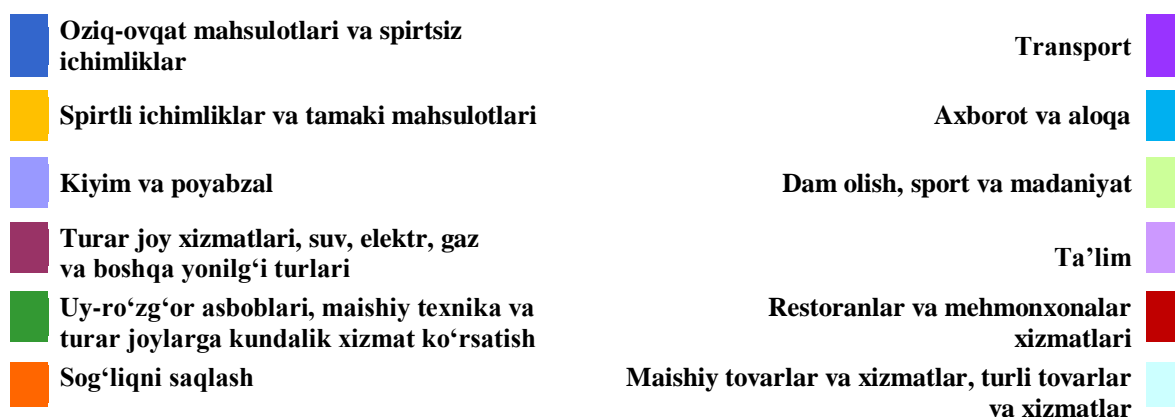 Oziq-ovqat mahsulotlari va spirtsiz
ichimliklar
Spirtli ichimliklar va tamaki mahsulotlari
Kiyim va poyabzal
Turar joy xizmatlari, suv, elektr, gaz
va boshqa yonilg‘i turlari
Uy-ro‘zg‘or asboblari, maishiy texnika va
turar joylarga kundalik xizmat ko‘rsatish
Sog‘liqni saqlash
Transport
Axborot va aloqa
Dam olish, sport va madaniyat
Ta’lim
Restoranlar va mehmonxonalar
xizmatlari
Maishiy tovarlar va xizmatlar, turli tovarlar
va xizmatlar